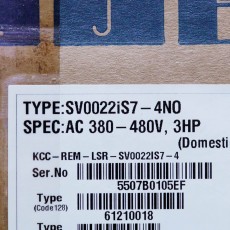 TYPE:SV0022iS7-4NO
SPEC:AC 380-480V, 3HP
(Domesti
KCC-REM-LSR-SV0022IS7-4
Ser.No
5507B0105EF
Type
(Code128)
61210018
Type